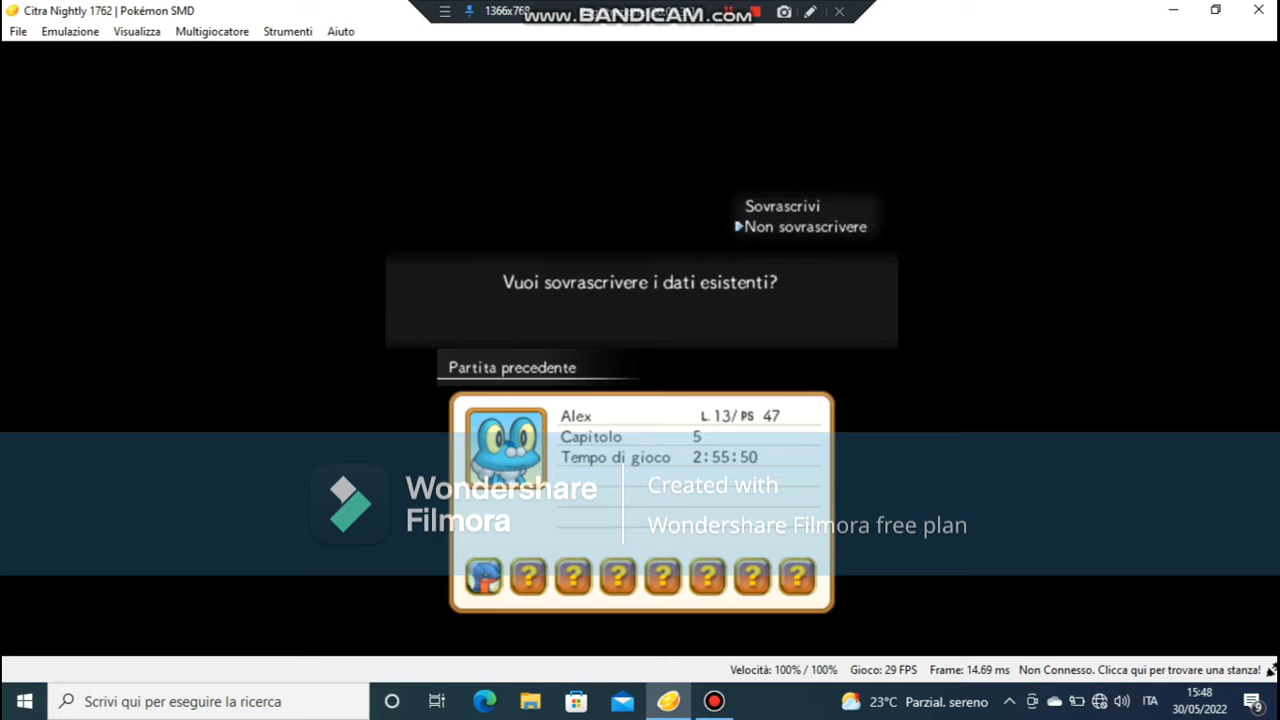 Citra Nightly 1762 | Pokémon SMD
1366x768
www.BANDICAM.com
File Emulazione Visualizza Multigiocatore Strumenti Aiuto
Sovrascrivi
Non sovrascrivere
Vuoi sovrascrivere i dati esistenti?
Partita precedente
Alex L. 13/ PS 47
Capitolo 5
Tempo di gioco 2:55:50
Wondershare Filmora
Created with
Wondershare Filmora free plan
? ? ? ? ? ? ?
Velocità: 100% / 100% Gioco: 29 FPS Frame: 14.69 ms Non Connesso. Clicca qui per trovare una stanza!
Scrivi qui per eseguire la ricerca
23°C Parzial. sereno
ITA
15:48
30/05/2022
9